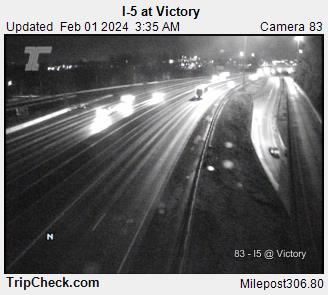 I-5 at Victory
Updated Feb 01 2024 3:35 AM Camera 83
T
N
83 - I5 @ Victory
TripCheck.com Milepost306.80